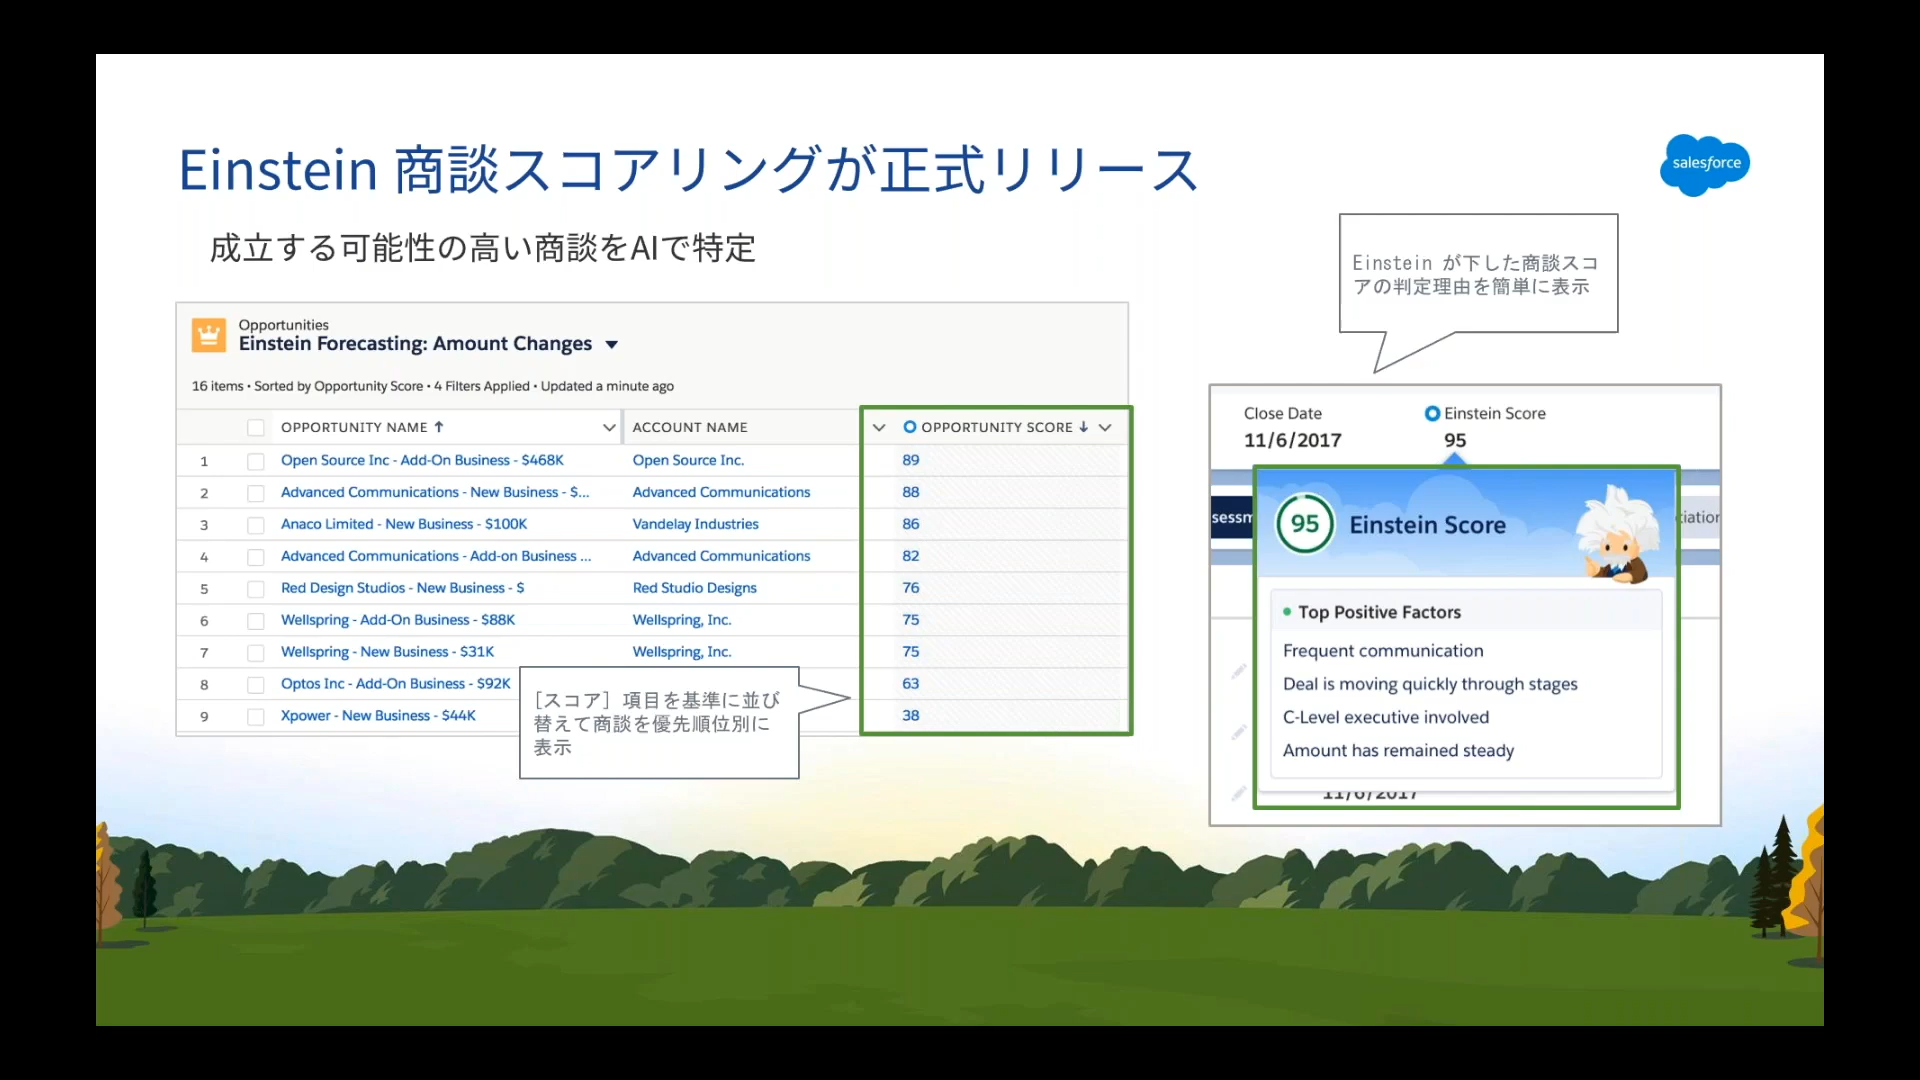 Einstein 商談スコアリングが正式リリース
salesforce
成立する可能性の高い商談をAIで特定
Einstein が下した商談スコ
アの判定理由を簡単に表示
Opportunities
Einstein Forecasting: Amount Changes
16 items • Sorted by Opportunity Score • 4 Filters Applied • Updated a minute ago
OPPORTUNITY NAME ↑ ACCOUNT NAME OPPORTUNITY SCORE ↓
1 Open Source Inc - Add-On Business - $468K Open Source Inc. 89
2 Advanced Communications - New Business - $... Advanced Communications 88
3 Anaco Limited - New Business - $100K Vandelay Industries 86
4 Advanced Communications - Add-on Business ... Advanced Communications 82
5 Red Design Studios - New Business - $ Red Studio Designs 76
6 Wellspring - Add-On Business - $88K Wellspring, Inc. 75
7 Wellspring - New Business - $31K Wellspring, Inc. 75
8 Optos Inc - Add-On Business - $92K 63
9 Xpower - New Business - $44K 38
[スコア] 項目を基準に並び
替えて商談を優先順位別に
表示
Close Date Einstein Score
11/6/2017 95
sessm
ciation
95 Einstein Score
Top Positive Factors
Frequent communication
Deal is moving quickly through stages
C-Level executive involved
Amount has remained steady
11/6/2017